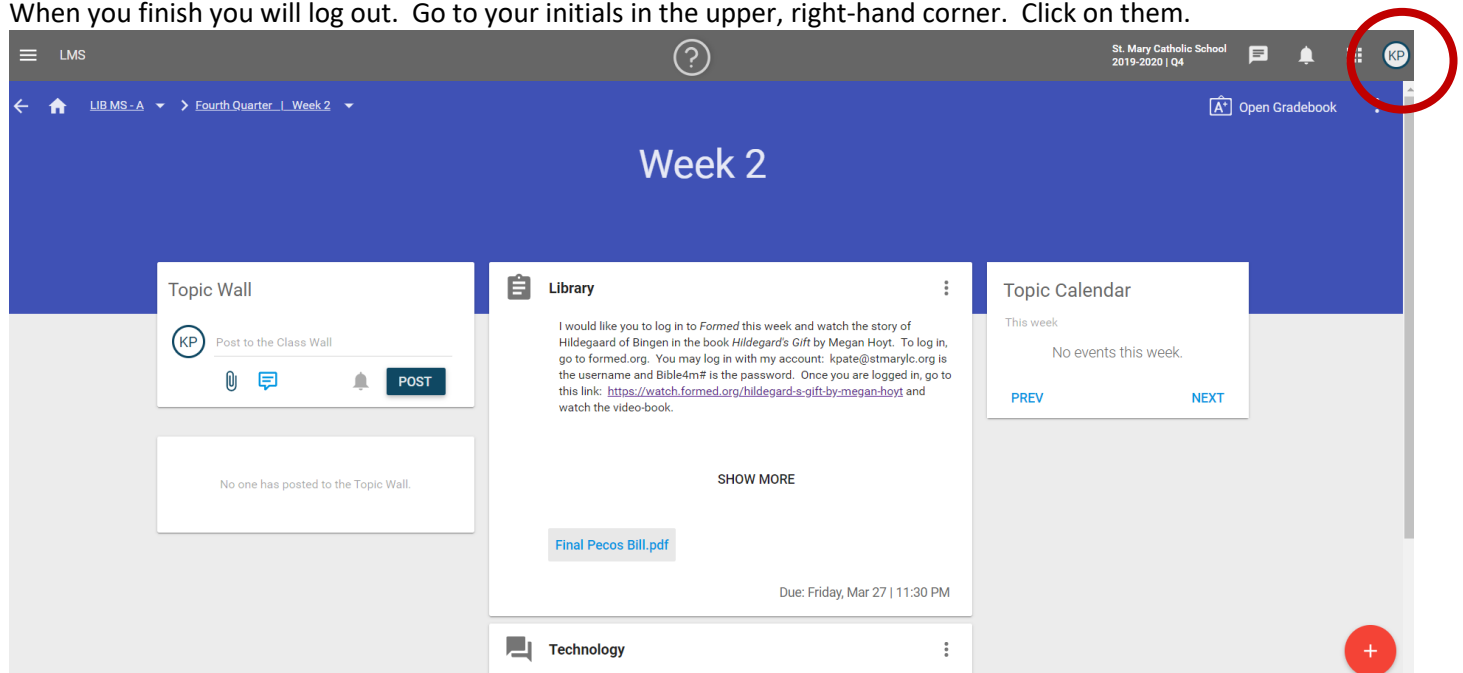 When you finish you will log out.  Go to your initials in the upper, right-hand corner.  Click on them.
LMS
St. Mary Catholic School
2019-2020 | Q4
KP
LIB MS - A
Fourth Quarter | Week 2
Open Gradebook
Week 2
Topic Wall
KP
Post to the Class Wall
POST
No one has posted to the Topic Wall.
Library
I would like you to log in to Formed this week and watch the story of
Hildegaard of Bingen in the book Hildegard's Gift by Megan Hoyt. To log in,
go to formed.org. You may log in with my account: kpate@stmarylc.org is
the username and Bible4m# is the password. Once you are logged in, go to
this link: https://watch.formed.org/hildegard-s-gift-by-megan-hoyt and
watch the video-book.
SHOW MORE
Final Pecos Bill.pdf
Due: Friday, Mar 27 | 11:30 PM
Technology
Topic Calendar
This week
No events this week.
PREV
NEXT